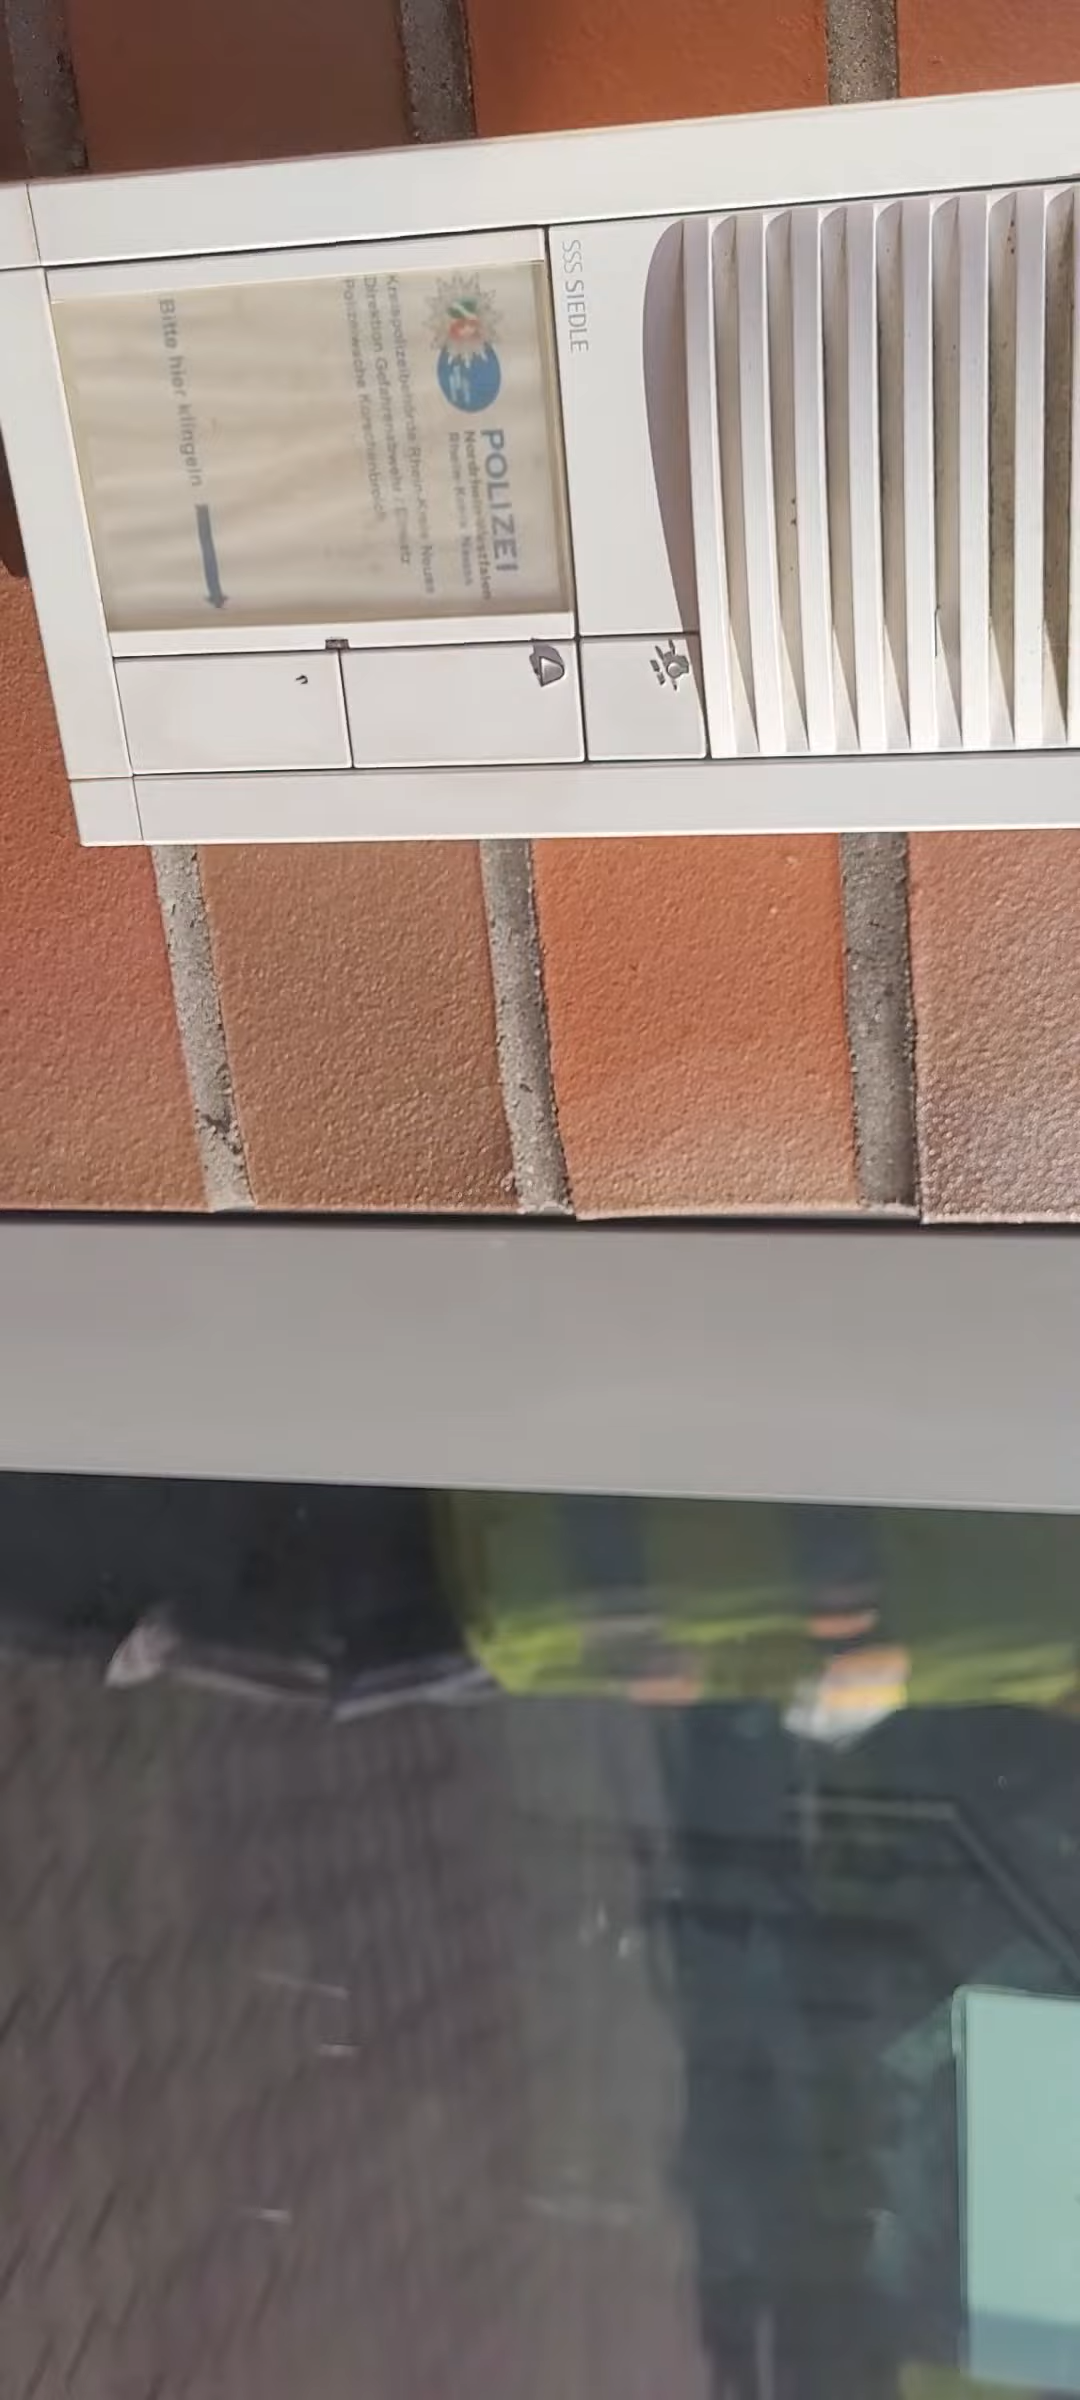 SSS SIEDLE
POLIZEI
Nordrhein-Westfalen
Rhein-Kreis Neuss
Kreispolizeibehörde Rhein-Kreis Neuss
Direktion Gefahrenabwehr / Einsatz
Polizeiwache Korschenbroich
Bitte hier klingeln